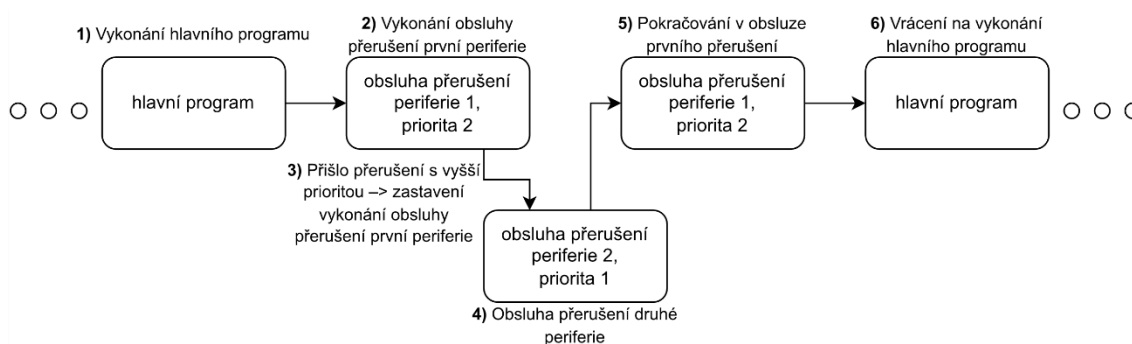 1) Vykonání hlavního programu
hlavní program
2) Vykonání obsluhy
přerušení první periferie
obsluha přerušení
periferie 1,
priorita 2
3) Přišlo přerušení s vyšší
prioritou –> zastavení
vykonání obsluhy
přerušení první periferie
obsluha přerušení
periferie 2,
priorita 1
4) Obsluha přerušení druhé
periferie
5) Pokračování v obsluze
prvního přerušení
obsluha přerušení
periferie 1,
priorita 2
6) Vrácení na vykonání
hlavního programu
hlavní program